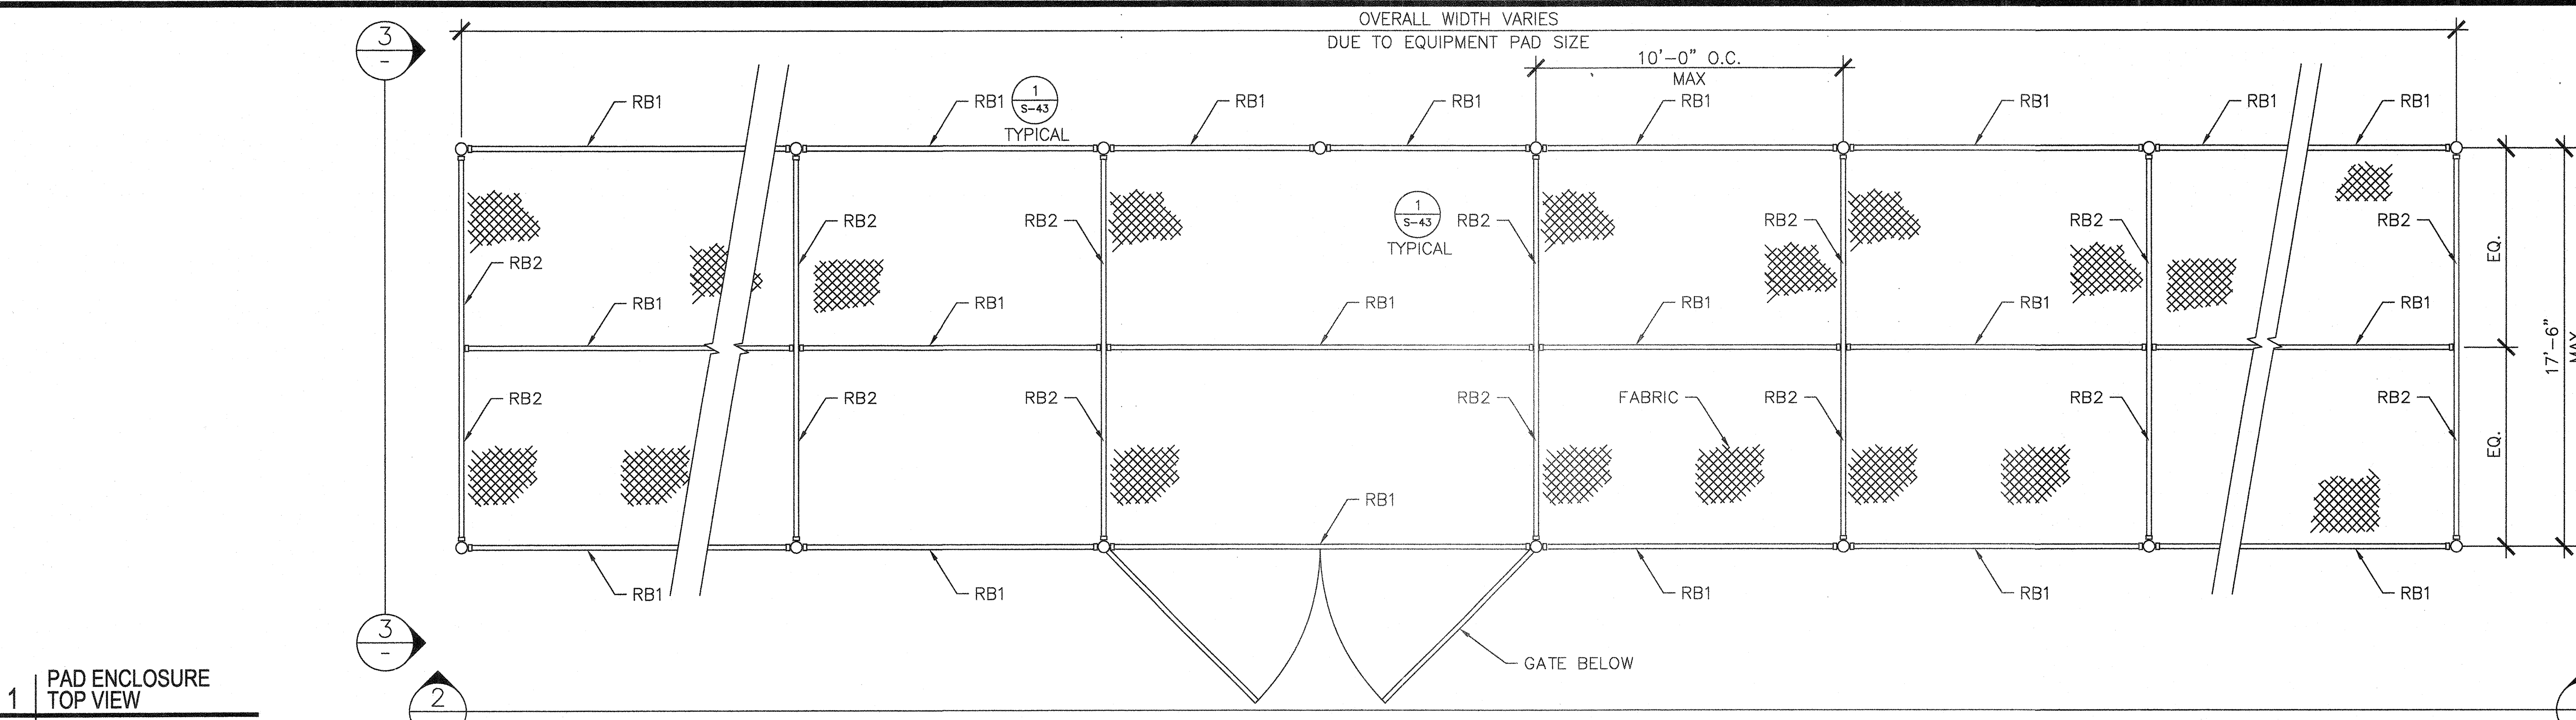 OVERALL WIDTH VARIES
DUE TO EQUIPMENT PAD SIZE
3
-
10'-0" O.C.
MAX
RB1
RB1
1
S-43
TYPICAL
RB1
RB1
RB1
RB1
RB1
RB1
RB2
RB2
RB2
1
S-43
TYPICAL
RB2
RB2
RB2
RB2
EQ.
RB2
RB1
RB1
RB1
RB1
RB1
RB1
17'-6"
MAX
RB2
RB2
RB2
RB2
FABRIC
RB2
RB2
RB2
EQ.
RB1
RB1
RB1
RB1
RB1
RB1
3
-
GATE BELOW
1
PAD ENCLOSURE
TOP VIEW
2